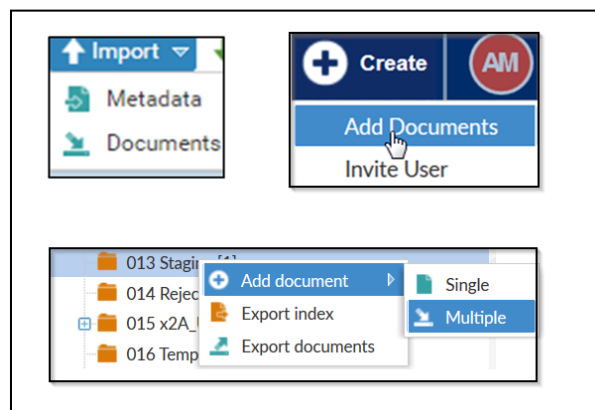 Import
Metadata
Documents
Create
AM
Add Documents
Invite User
013
Add document
Single
014 Rejec
Export index
Multiple
015 x2A_
Export documents
016 Temp